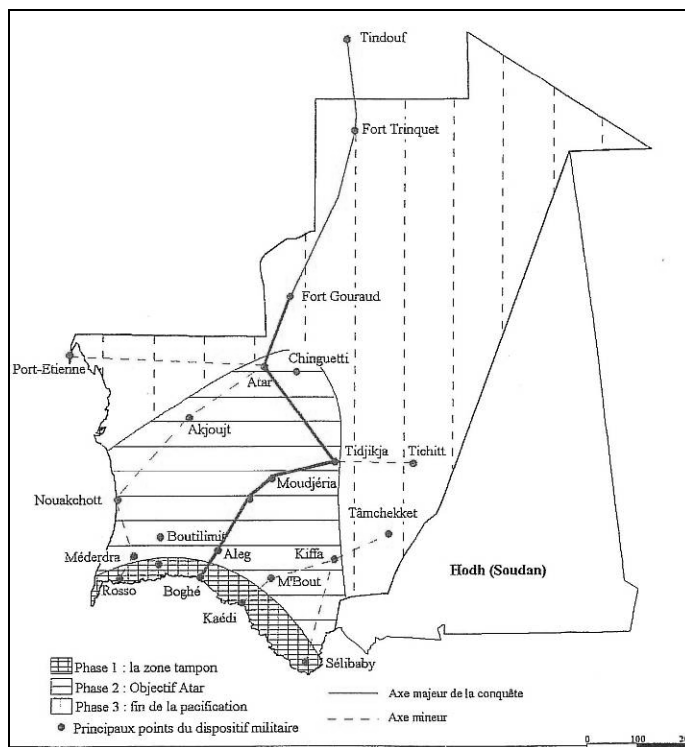 Tindouf
Fort Trinquet
Fort Gouraud
Port-Etienne
Chinguetti
Atar
Akjoujt
Tidjikja
Tichitt
Moudjéria
Nouakchott
Tâmchekket
Boutilimit
Aleg
Kiffa
Méderdra
Hodh (Soudan)
Rosso
Boghé
M'Bout
Kaédi
Sélibaby
Phase 1 : la zone tampon
Phase 2 : Objectif Atar
Phase 3 : fin de la pacification
Principaux points du dispositif militaire
Axe majeur de la conquête
Axe mineur
0 100